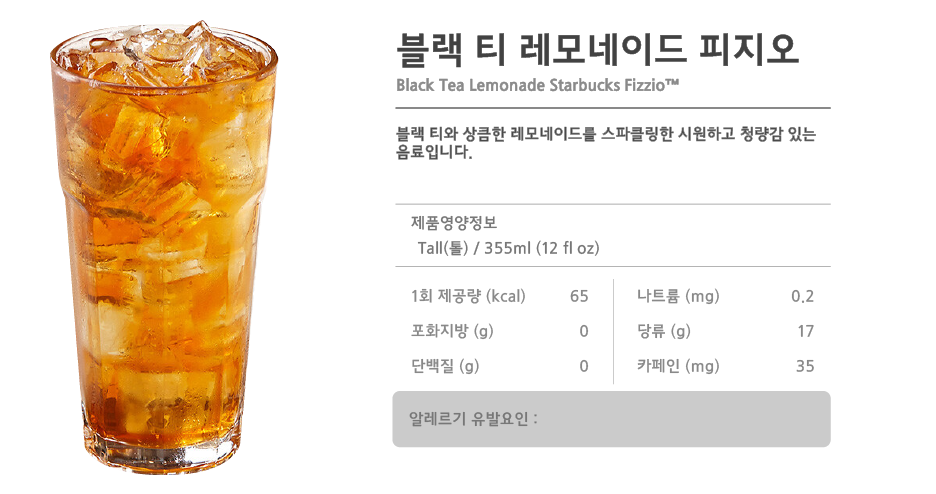 블랙 티 레모네이드 피지오
Black Tea Lemonade Starbucks Fizzio™
블랙 티와 상큼한 레모네이드를 스파클링한 시원하고 청량감 있는
음료입니다.
제품영양정보
Tall(톨) / 355ml (12 fl oz)
1회 제공량 (kcal) 65 나트륨 (mg) 0.2
포화지방 (g) 0 당류 (g) 17
단백질 (g) 0 카페인 (mg) 35
알레르기 유발요인 :